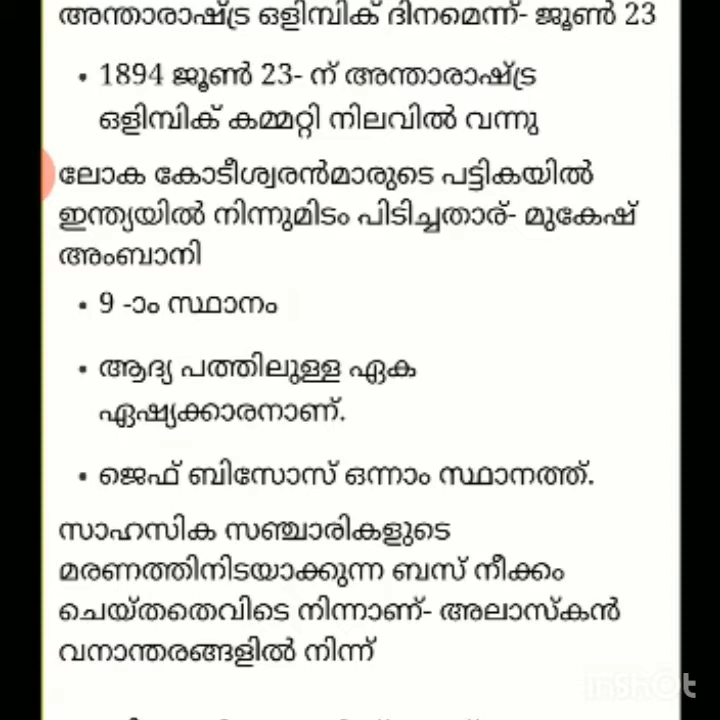 അന്താരാഷ്ട്ര ഒളിമ്പിക് ദിനമെന്ന്- ജൂൺ 23
• 1894 ജൂൺ 23- ന് അന്താരാഷ്ട്ര
ഒളിമ്പിക് കമ്മറ്റി നിലവിൽ വന്നു
ലോക കോടീശ്വരൻമാരുടെ പട്ടികയിൽ
ഇന്ത്യയിൽ നിന്നുമിടം പിടിച്ചതാര്- മുകേഷ്
അംബാനി
• 9 -ാം സ്ഥാനം
• ആദ്യ പത്തിലുള്ള ഏക
ഏഷ്യക്കാരനാണ്.
• ജെഫ് ബിസോസ് ഒന്നാം സ്ഥാനത്ത്.
സാഹസിക സഞ്ചാരികളുടെ
മരണത്തിനിടയാക്കുന്ന ബസ് നീക്കം
ചെയ്തതെവിടെ നിന്നാണ്- അലാസ്കൻ
വനാന്തരങ്ങളിൽ നിന്ന്
inshot